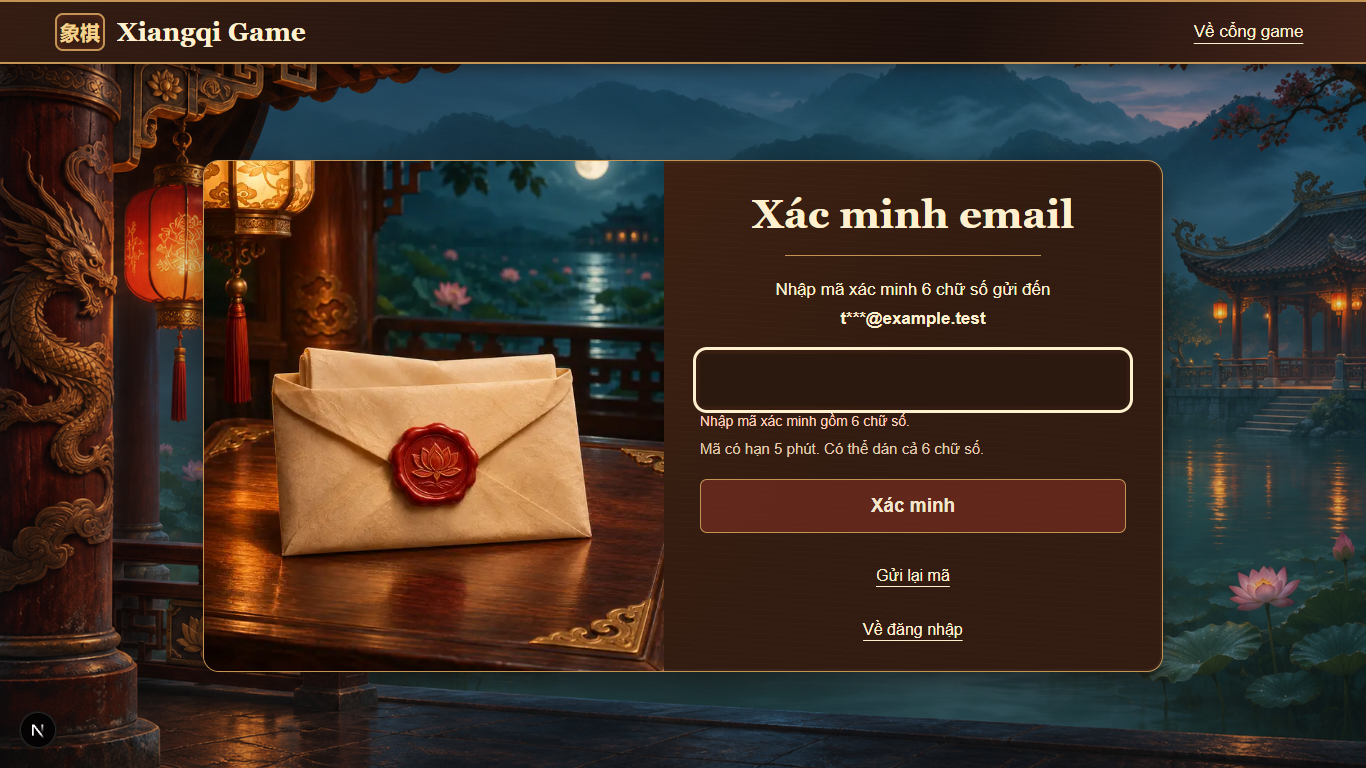 象棋 Xiangqi Game
Về cổng game
Xác minh email
Nhập mã xác minh 6 chữ số gửi đến
t***@example.test
Nhập mã xác minh gồm 6 chữ số.
Mã có hạn 5 phút. Có thể dán cả 6 chữ số.
Xác minh
Gửi lại mã
Về đăng nhập
N